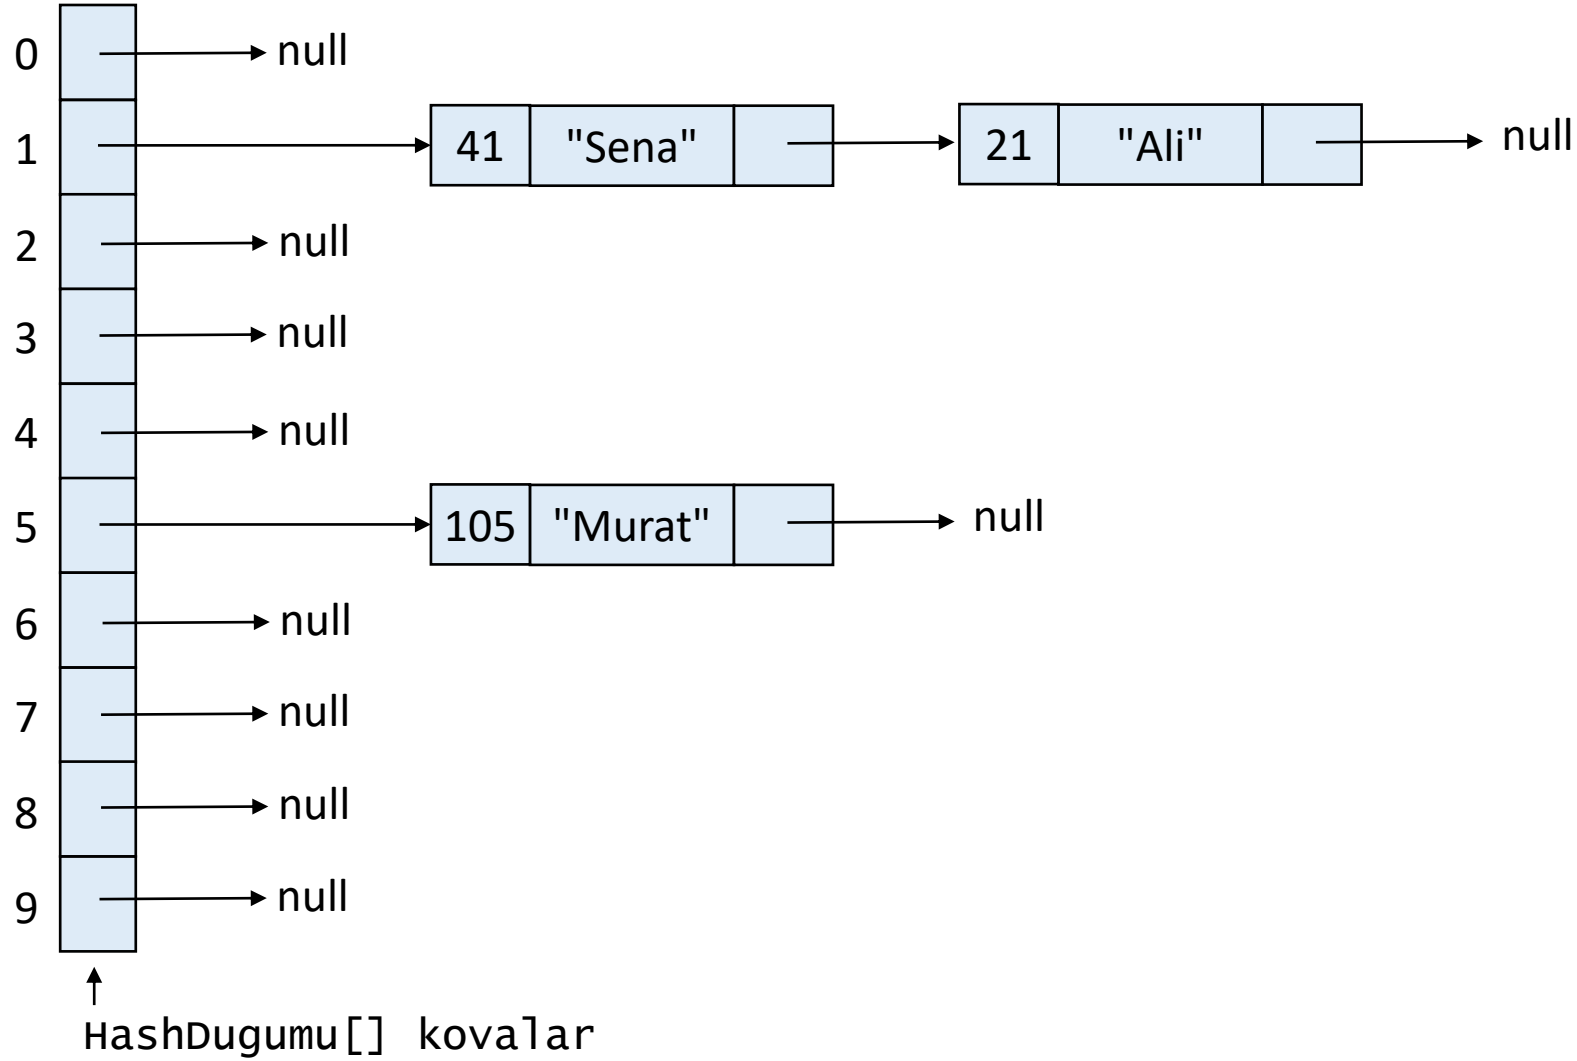 0 null
1 41 "Sena" 21 "Ali" null
2 null
3 null
4 null
5 105 "Murat" null
6 null
7 null
8 null
9 null
HashDugumu[] kovalar